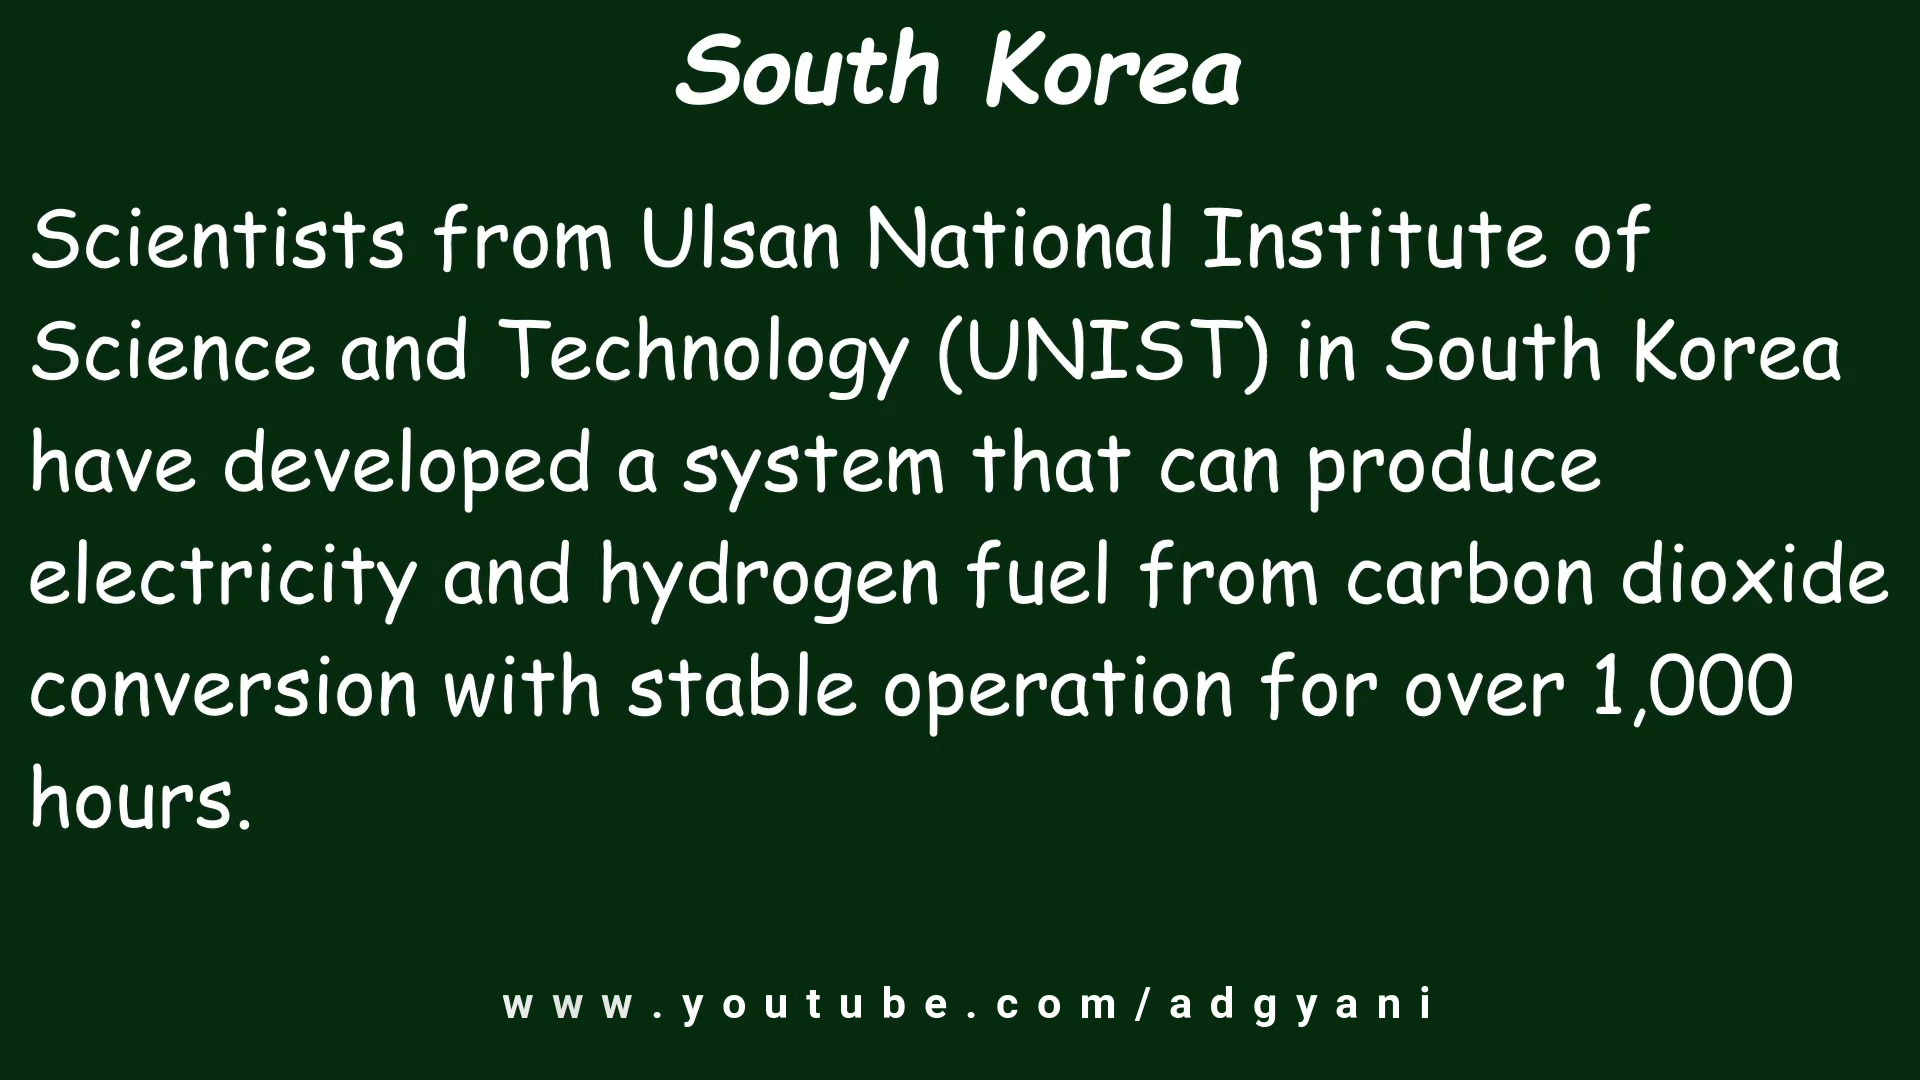 South Korea
Scientists from Ulsan National Institute of
Science and Technology (UNIST) in South Korea
have developed a system that can produce
electricity and hydrogen fuel from carbon dioxide
conversion with stable operation for over 1,000
hours.
www.youtube.com/adgyani